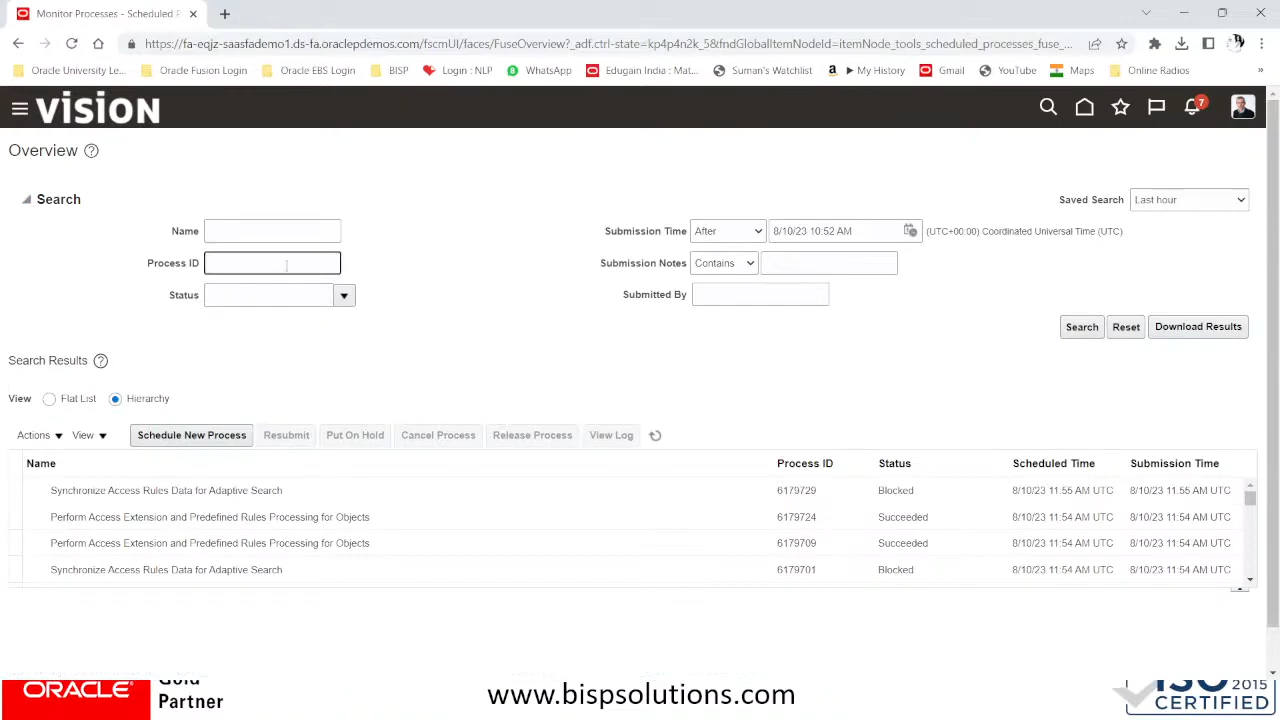 Monitor Processes - Scheduled P
https://fa-eqjz-saasfademo1.ds-fa.oraclepdemos.com/fscmUI/faces/FuseOverview?_adf.ctrl-state=kp4p4n2k_58&fndGlobalItemNodeId=itemNode_tools_scheduled_processes_fuse_...
Oracle University Le... Oracle Fusion Login Oracle EBS Login BISP Login : NLP WhatsApp Edugain India : Mat... Suman's Watchlist ▶ My History Gmail YouTube Maps Online Radios »
VISION 7
Overview
Search
Saved Search Last hour
Name Submission Time After 8/10/23 10:52 AM (UTC+00:00) Coordinated Universal Time (UTC)
Process ID Submission Notes Contains
Status Submitted By
Search Reset Download Results
Search Results
View Flat List Hierarchy
Actions View Schedule New Process Resubmit Put On Hold Cancel Process Release Process View Log
Name Process ID Status Scheduled Time Submission Time
Synchronize Access Rules Data for Adaptive Search 6179729 Blocked 8/10/23 11:55 AM UTC 8/10/23 11:55 AM UTC
Perform Access Extension and Predefined Rules Processing for Objects 6179724 Succeeded 8/10/23 11:54 AM UTC 8/10/23 11:54 AM UTC
Perform Access Extension and Predefined Rules Processing for Objects 6179709 Succeeded 8/10/23 11:54 AM UTC 8/10/23 11:54 AM UTC
Synchronize Access Rules Data for Adaptive Search 6179701 Blocked 8/10/23 11:54 AM UTC 8/10/23 11:54 AM UTC
ORACLE Gold Partner
www.bispsolutions.com
ISO 2015
CERTIFIED